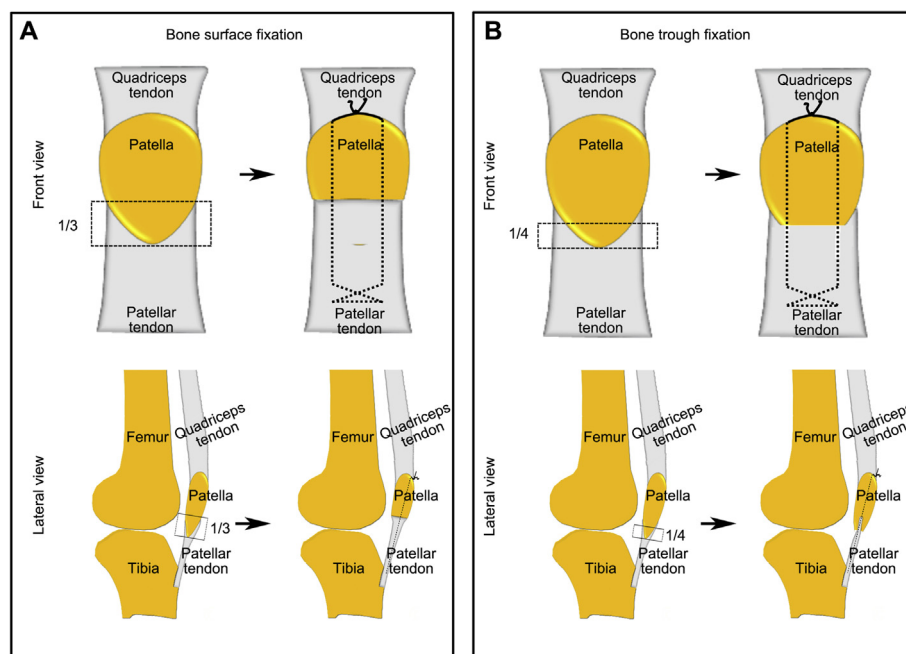 A
Bone surface fixation
Quadriceps
tendon
Patella
1/3
Patellar
tendon
Front view
Quadriceps
tendon
Patella
Patellar
tendon
Femur
Quadriceps
tendon
Patella
1/3
Patellar
tendon
Tibia
Lateral view
Femur
Quadriceps
tendon
Patella
Patellar
tendon
Tibia
B
Bone trough fixation
Quadriceps
tendon
Patella
1/4
Patellar
tendon
Front view
Quadriceps
tendon
Patella
Patellar
tendon
Femur
Quadriceps
tendon
Patella
1/4
Patellar
tendon
Tibia
Lateral view
Femur
Quadriceps
tendon
Patella
Patellar
tendon
Tibia